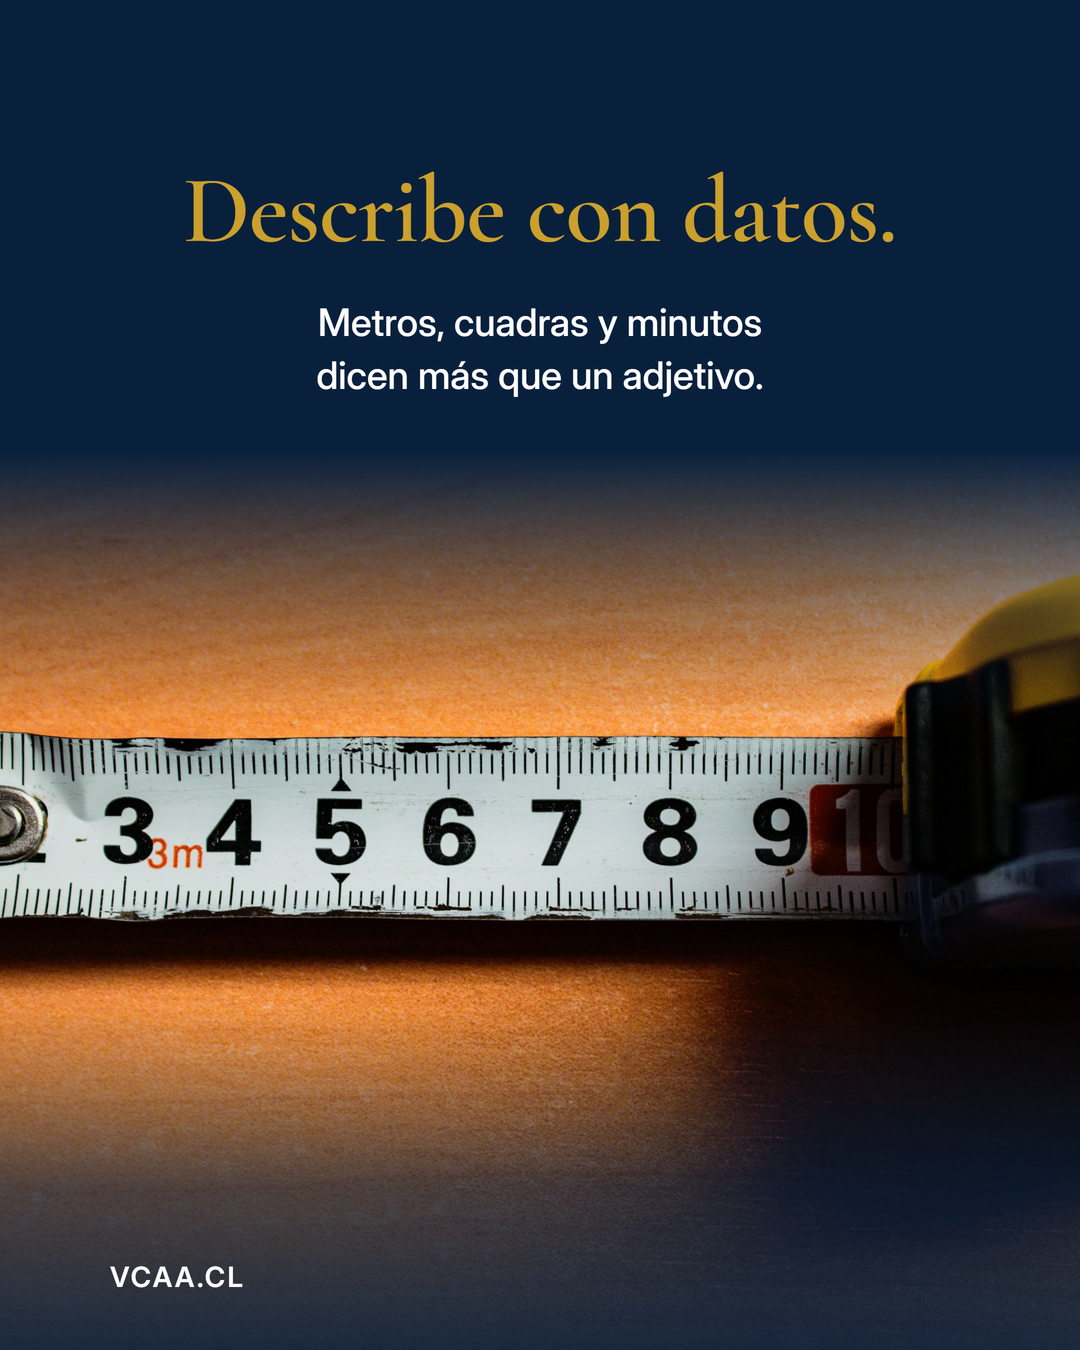 Describe con datos.
Metros, cuadras y minutos
dicen más que un adjetivo.
3 3m 4 5 6 7 8 9 10
VCAA.CL